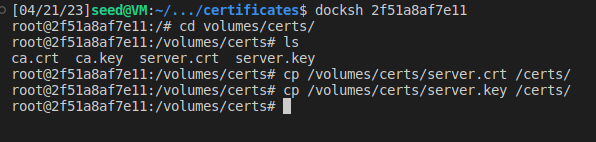 [04/21/23]seed@VM:~/.../certificates$ docksh 2f51a8af7e11
root@2f51a8af7e11:/# cd volumes/certs/
root@2f51a8af7e11:/volumes/certs# ls
ca.crt  ca.key  server.crt  server.key
root@2f51a8af7e11:/volumes/certs# cp /volumes/certs/server.crt /certs/
root@2f51a8af7e11:/volumes/certs# cp /volumes/certs/server.key /certs/
root@2f51a8af7e11:/volumes/certs#